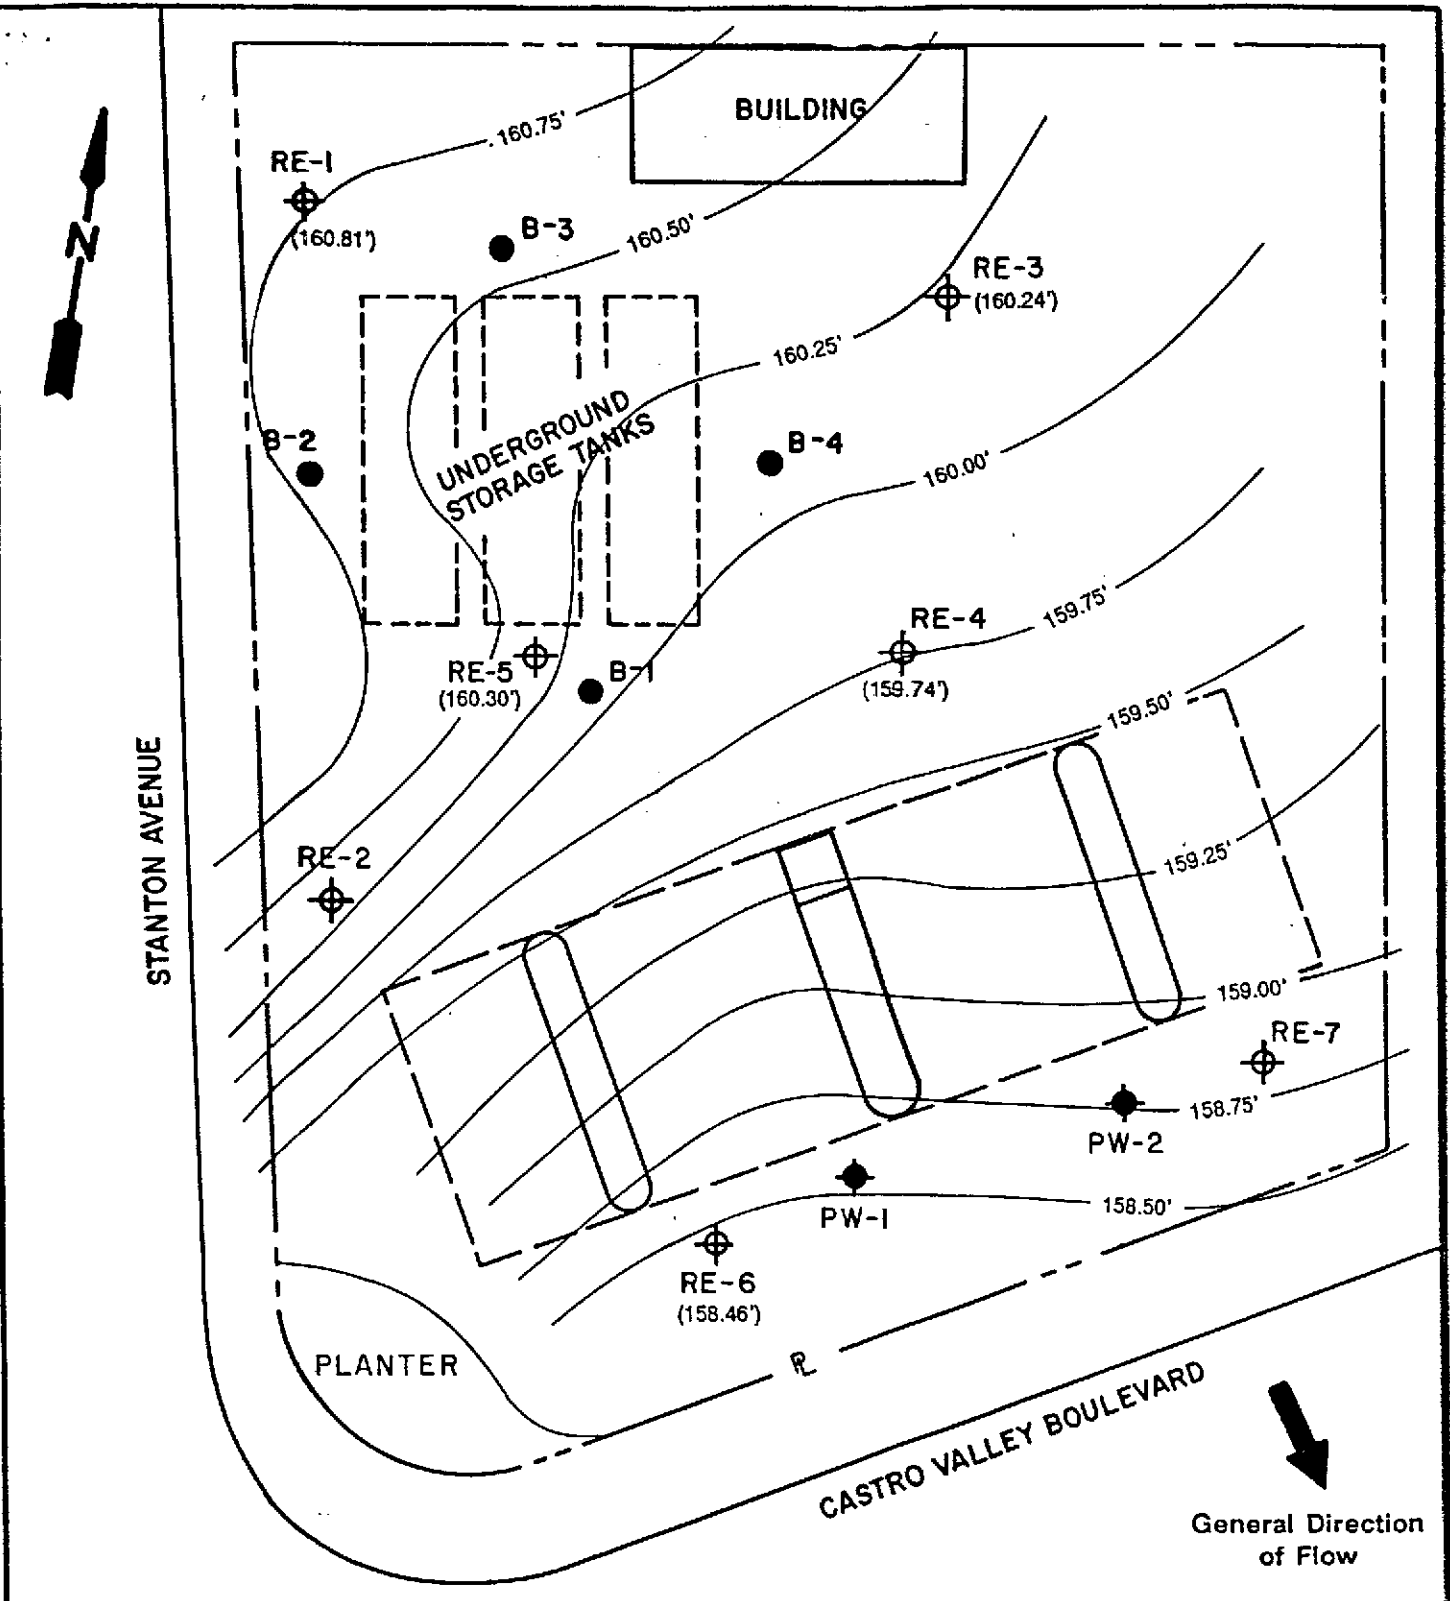 BUILDING
160.75'
RE-1
(160.81')
N
B-3
160.50'
RE-3
(160.24')
160.25'
UNDERGROUND
STORAGE TANKS
B-2
B-4
160.00'
159.75'
RE-4
(159.74')
RE-5
(160.30')
B-1
159.50'
STANTON AVENUE
RE-2
159.25'
159.00'
RE-7
158.75'
PW-2
158.50'
PW-1
RE-6
(158.46')
PLANTER
PL
CASTRO VALLEY BOULEVARD
General Direction
of Flow